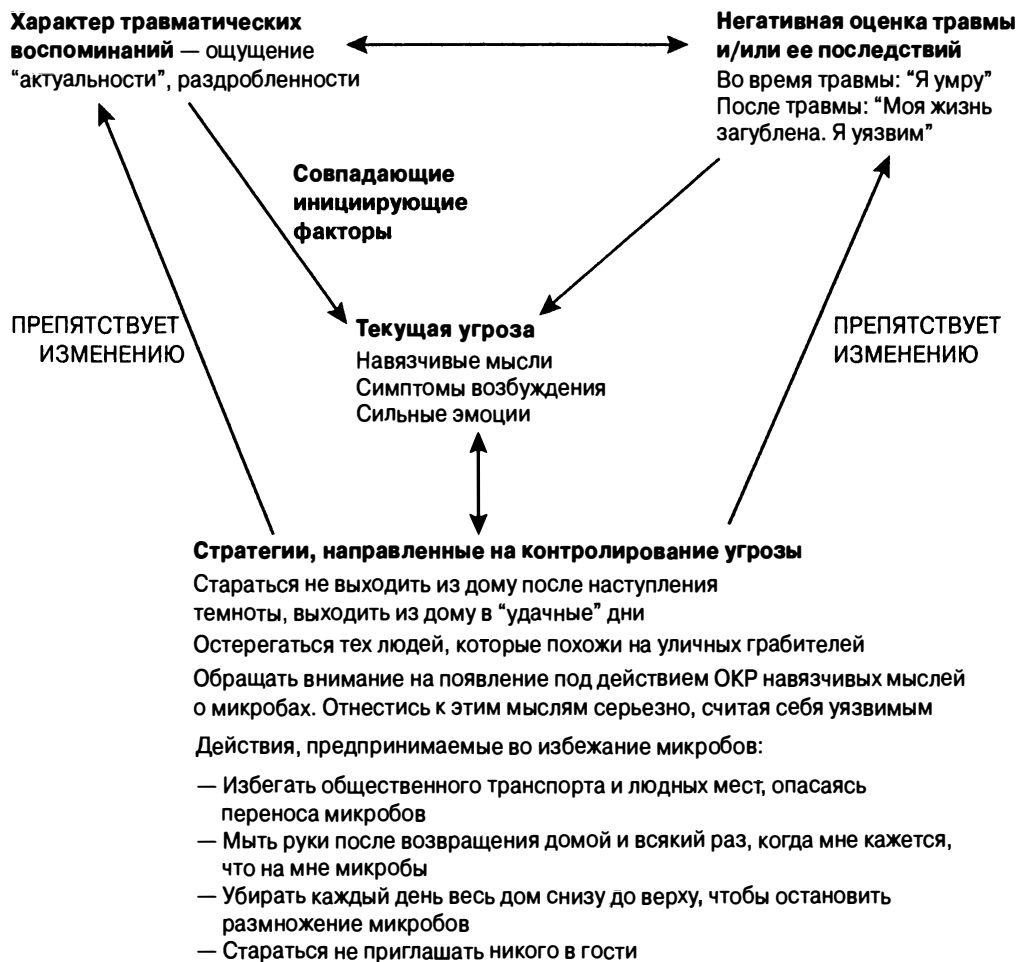 Характер травматических
воспоминаний — ощущение
“актуальности”, раздробленности
Негативная оценка травмы
и/или ее последствий
Во время травмы: “Я умру”
После травмы: “Моя жизнь
загублена. Я уязвим”
Совпадающие
инициирующие
факторы
ПРЕПЯТСТВУЕТ
ИЗМЕНЕНИЮ
Текущая угроза
Навязчивые мысли
Симптомы возбуждения
Сильные эмоции
ПРЕПЯТСТВУЕТ
ИЗМЕНЕНИЮ
Стратегии, направленные на контролирование угрозы
Стараться не выходить из дому после наступления
темноты, выходить из дому в “удачные” дни
Остерегаться тех людей, которые похожи на уличных грабителей
Обращать внимание на появление под действием ОКР навязчивых мыслей
о микробах. Отнестись к этим мыслям серьезно, считая себя уязвимым
Действия, предпринимаемые во избежание микробов:
— Избегать общественного транспорта и людных мест, опасаясь
переноса микробов
— Мыть руки после возвращения домой и всякий раз, когда мне кажется,
что на мне микробы
— Убирать каждый день весь дом снизу до верху, чтобы остановить
размножение микробов
— Стараться не приглашать никого в гости